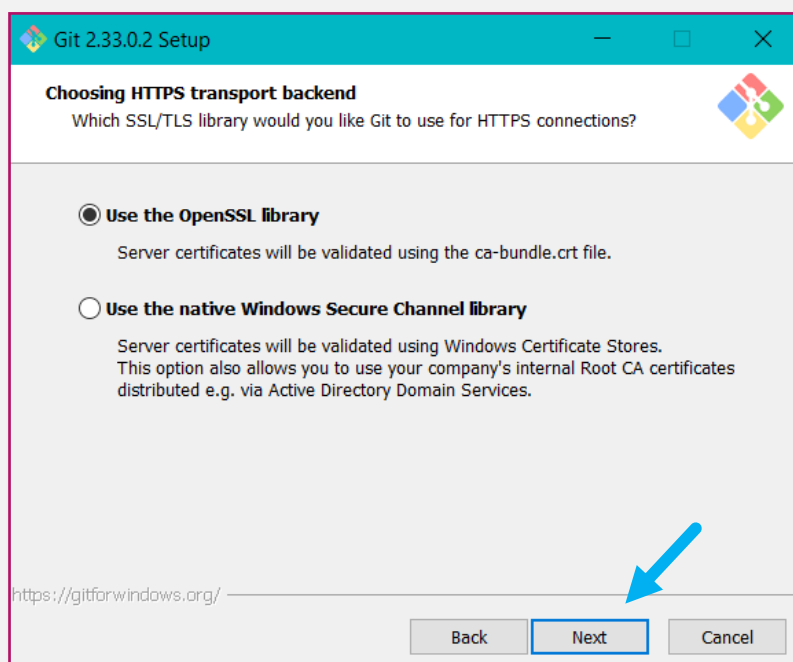 Git 2.33.0.2 Setup
Choosing HTTPS transport backend
Which SSL/TLS library would you like Git to use for HTTPS connections?
Use the OpenSSL library
Server certificates will be validated using the ca-bundle.crt file.
Use the native Windows Secure Channel library
Server certificates will be validated using Windows Certificate Stores.
This option also allows you to use your company's internal Root CA certificates
distributed e.g. via Active Directory Domain Services.
https://gitforwindows.org/
Back Next Cancel